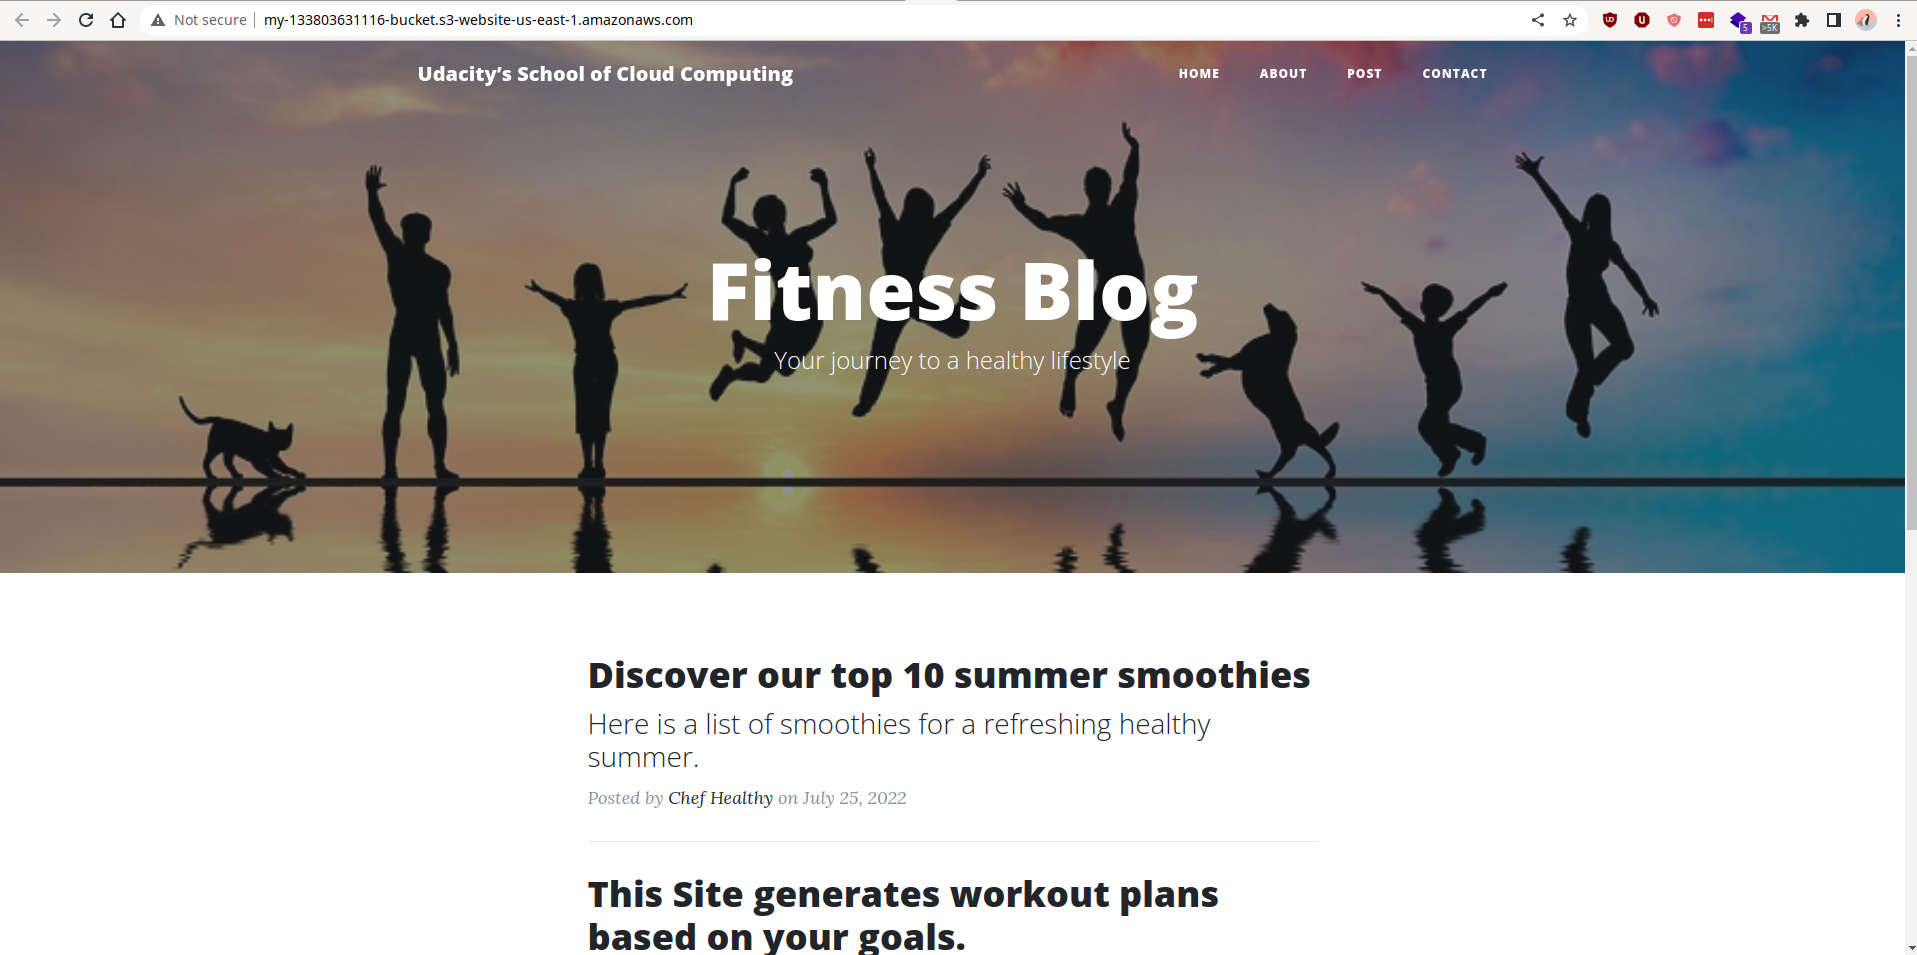 Not secure
my-133803631116-bucket.s3-website-us-east-1.amazonaws.com
5
>5K
Udacity’s School of Cloud Computing
HOME
ABOUT
POST
CONTACT
Fitness Blog
Your journey to a healthy lifestyle
Discover our top 10 summer smoothies
Here is a list of smoothies for a refreshing healthy
summer.
Posted by Chef Healthy on July 25, 2022
This Site generates workout plans
based on your goals.